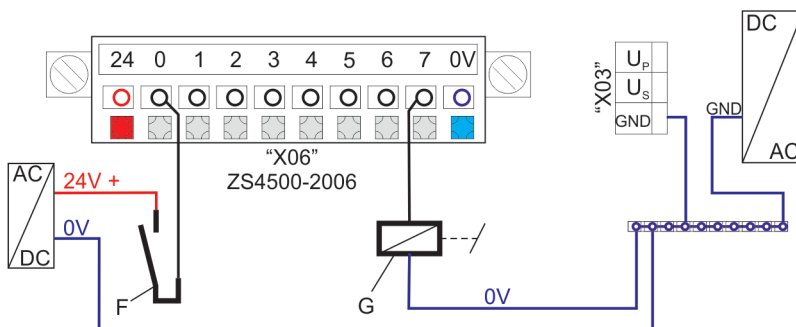 24 0 1 2 3 4 5 6 7 0V
"X06"
ZS4500-2006
AC
DC
24V +
0V
F
G
0V
"X03"
UP
US
GND
GND
DC
AC